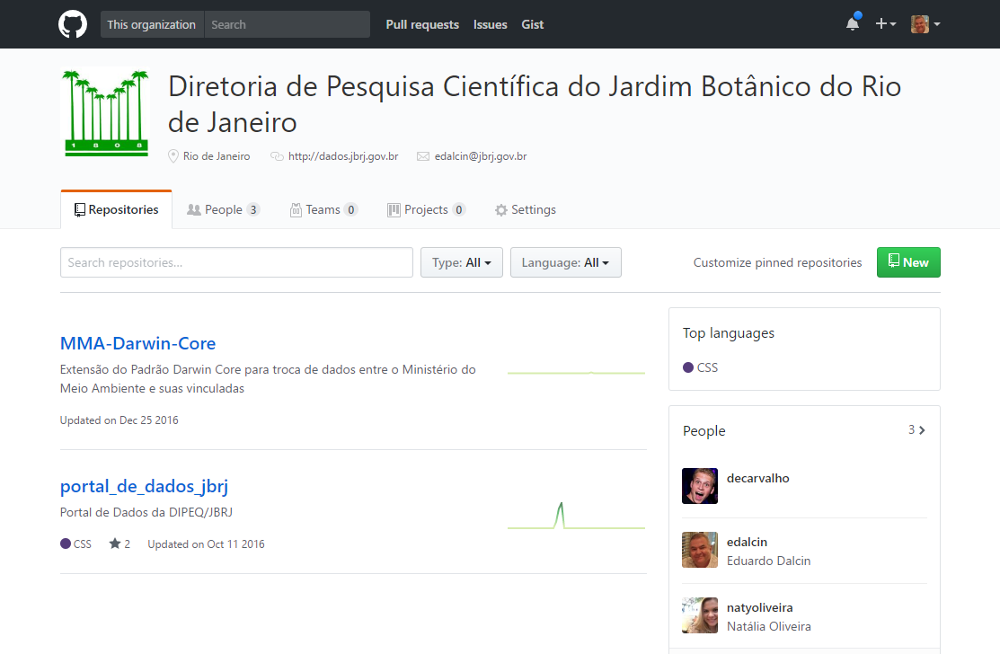 This organization
Search
Pull requests
Issues
Gist
Diretoria de Pesquisa Científica do Jardim Botânico do Rio
de Janeiro
1 8 0 8
Rio de Janeiro
http://dados.jbrj.gov.br
edalcin@jbrj.gov.br
Repositories
People 3
Teams 0
Projects 0
Settings
Search repositories...
Type: All
Language: All
Customize pinned repositories
New
MMA-Darwin-Core
Extensão do Padrão Darwin Core para troca de dados entre o Ministério do
Meio Ambiente e suas vinculadas
Updated on Dec 25 2016
portal_de_dados_jbrj
Portal de Dados da DIPEQ/JBRJ
CSS 2 Updated on Oct 11 2016
Top languages
CSS
People 3
decarvalho
edalcin
Eduardo Dalcin
natyoliveira
Natália Oliveira